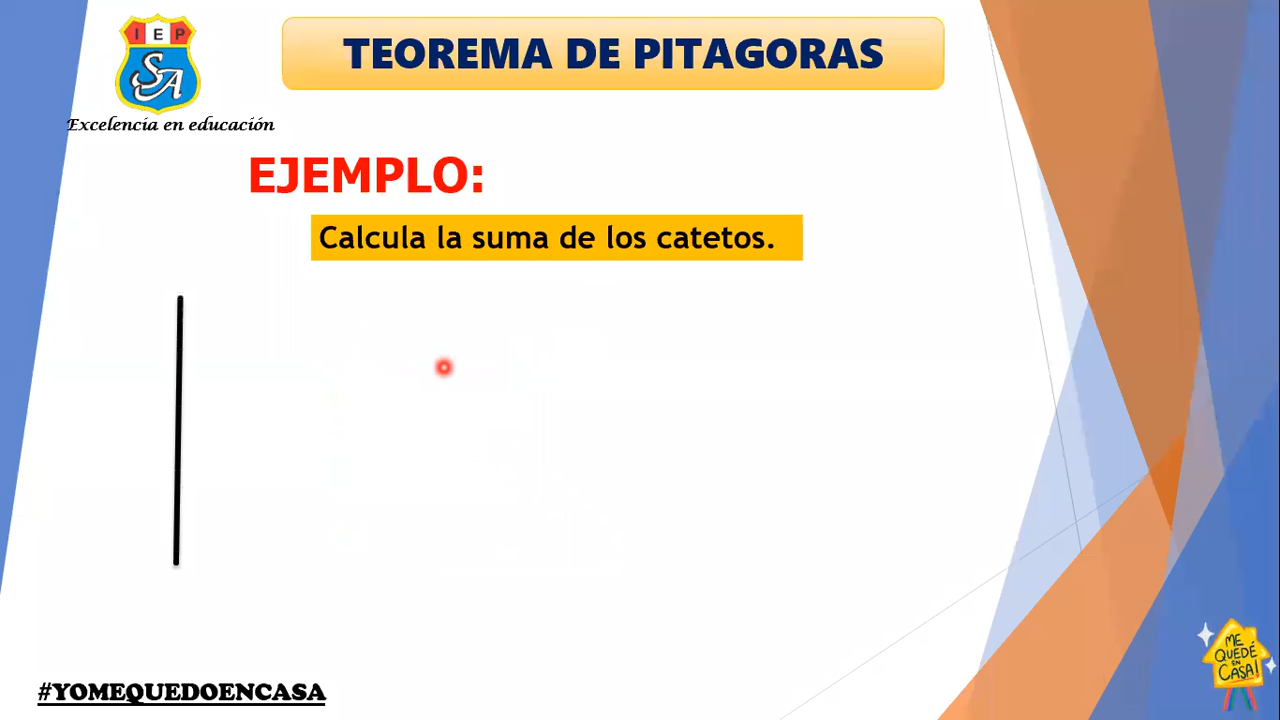 I E P
SA
TEOREMA DE PITAGORAS
Excelencia en educación
EJEMPLO:
Calcula la suma de los catetos.
#YOMEQUEDOENCASA
ME
QUEDÉ
EN
CASA!